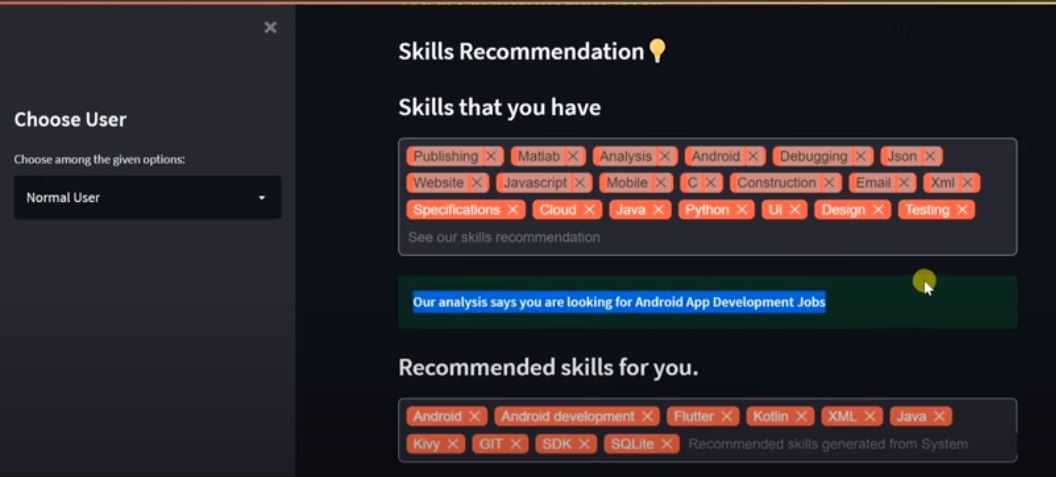 Choose User
Choose among the given options:
Normal User
Skills Recommendation
Skills that you have
Publishing Matlab Analysis Android Debugging Json
Website Javascript Mobile C Construction Email Xml
Specifications Cloud Java Python Ui Design Testing
See our skills recommendation
Our analysis says you are looking for Android App Development Jobs
Recommended skills for you.
Android Android development Flutter Kotlin XML Java
Kivy GIT SDK SQLite Recommended skills generated from System